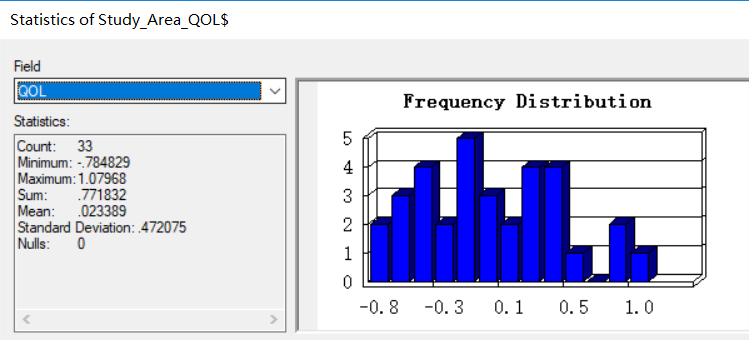 Statistics of Study_Area_QOL$
Field
QOL
Statistics:
Count: 33
Minimum: -.784829
Maximum: 1.07968
Sum: .771832
Mean: .023389
Standard Deviation: .472075
Nulls: 0
Frequency Distribution
5
4
3
2
1
0
-0.8 -0.3 0.1 0.5 1.0